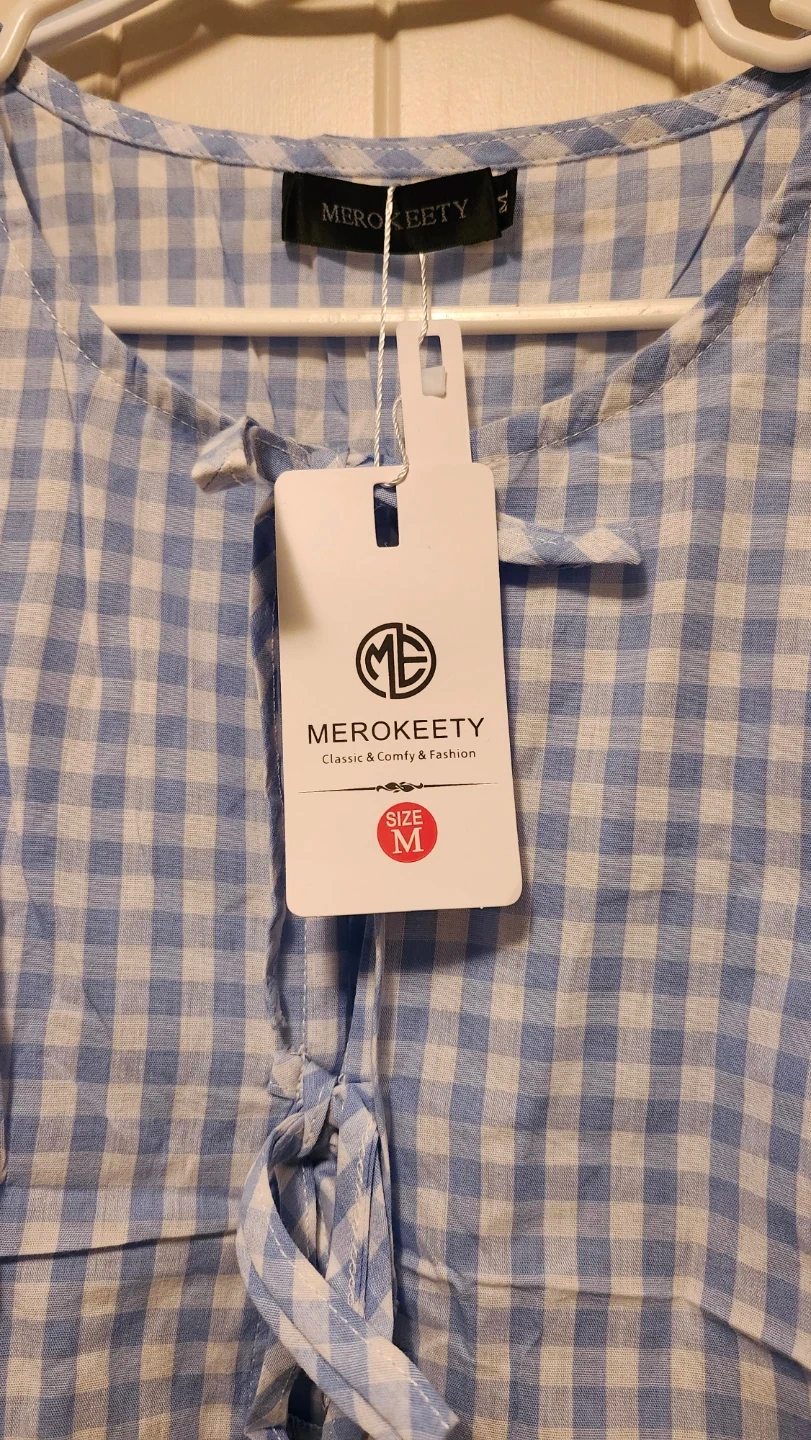 MEROKEETY
M
ME
MEROKEETY
Classic & Comfy & Fashion
SIZE
M